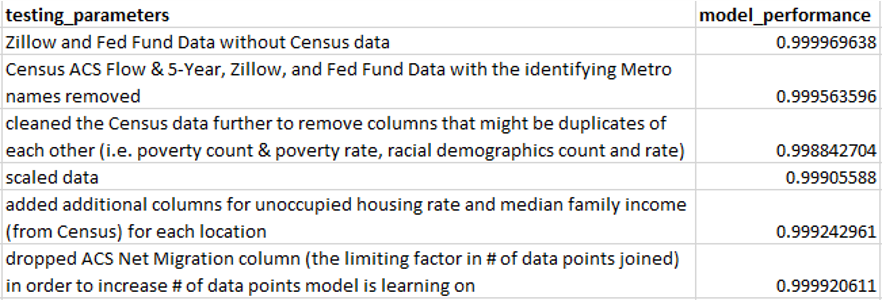 testing_parameters model_performance
Zillow and Fed Fund Data without Census data 0.999969638
Census ACS Flow & 5-Year, Zillow, and Fed Fund Data with the identifying Metro
names removed 0.999563596
cleaned the Census data further to remove columns that might be duplicates of
each other (i.e. poverty count & poverty rate, racial demographics count and rate) 0.998842704
scaled data 0.99905588
added additional columns for unoccupied housing rate and median family income
(from Census) for each location 0.999242961
dropped ACS Net Migration column (the limiting factor in # of data points joined)
in order to increase # of data points model is learning on 0.999920611